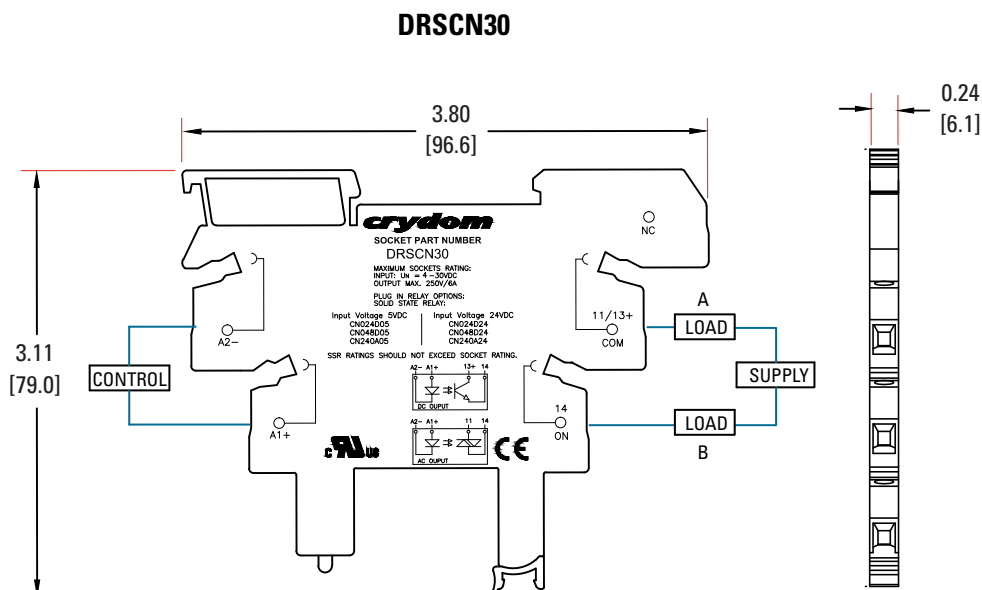 DRSCN30
3.80
[96.6]
0.24
[6.1]
3.11
[79.0]
crydom
SOCKET PART NUMBER
DRSCN30
MAXIMUM SOCKETS RATING:
INPUT: UN = 4-30VDC
OUTPUT MAX. 250V/6A
PLUG IN RELAY OPTIONS:
SOLID STATE RELAY:
Input Voltage 5VDC
CN024D05
CN048D05
CN240A05
Input Voltage 24VDC
CN024D24
CN048D24
CN240A24
SSR RATINGS SHOULD NOT EXCEED SOCKET RATING.
NC
A2-
11/13+
COM
A
LOAD
CONTROL
SUPPLY
A2- A1+ 13+ 14
DC OUPUT
A1+
14
ON
LOAD
B
A2- A1+ 11 14
AC OUPUT
c RU US
CE